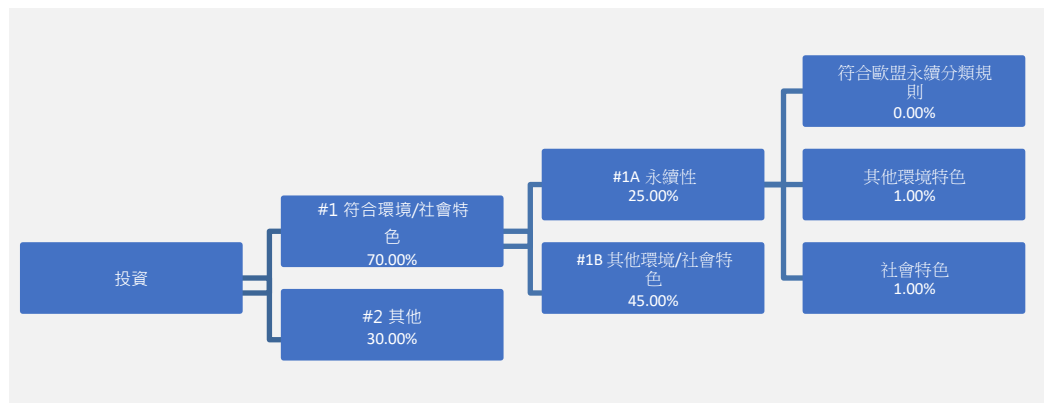 投資
#1 符合環境/社會特
色
70.00%
#2 其他
30.00%
#1A 永續性
25.00%
#1B 其他環境/社會特
色
45.00%
符合歐盟永續分類規
則
0.00%
其他環境特色
1.00%
社會特色
1.00%